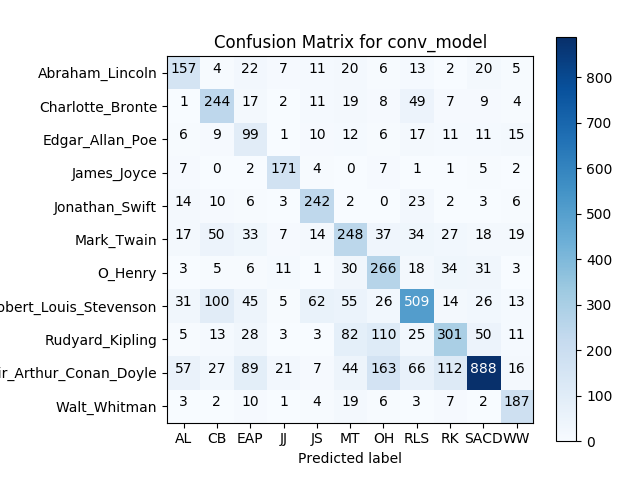 Confusion Matrix for conv_model
Abraham_Lincoln 157 4 22 7 11 20 6 13 2 20 5
Charlotte_Bronte 1 244 17 2 11 19 8 49 7 9 4
Edgar_Allan_Poe 6 9 99 1 10 12 6 17 11 11 15
James_Joyce 7 0 2 171 4 0 7 1 1 5 2
Jonathan_Swift 14 10 6 3 242 2 0 23 2 3 6
Mark_Twain 17 50 33 7 14 248 37 34 27 18 19
O_Henry 3 5 6 11 1 30 266 18 34 31 3
obert_Louis_Stevenson 31 100 45 5 62 55 26 509 14 26 13
Rudyard_Kipling 5 13 28 3 3 82 110 25 301 50 11
ir_Arthur_Conan_Doyle 57 27 89 21 7 44 163 66 112 888 16
Walt_Whitman 3 2 10 1 4 19 6 3 7 2 187
AL CB EAP JJ JS MT OH RLS RK SACD WW
Predicted label
800
700
600
500
400
300
200
100
0